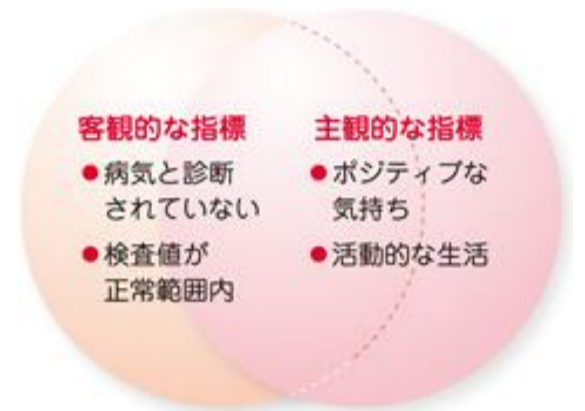 客観的な指標
●病気と診断
されていない
●検査値が
正常範囲内
主観的な指標
●ポジティブな
気持ち
●活動的な生活